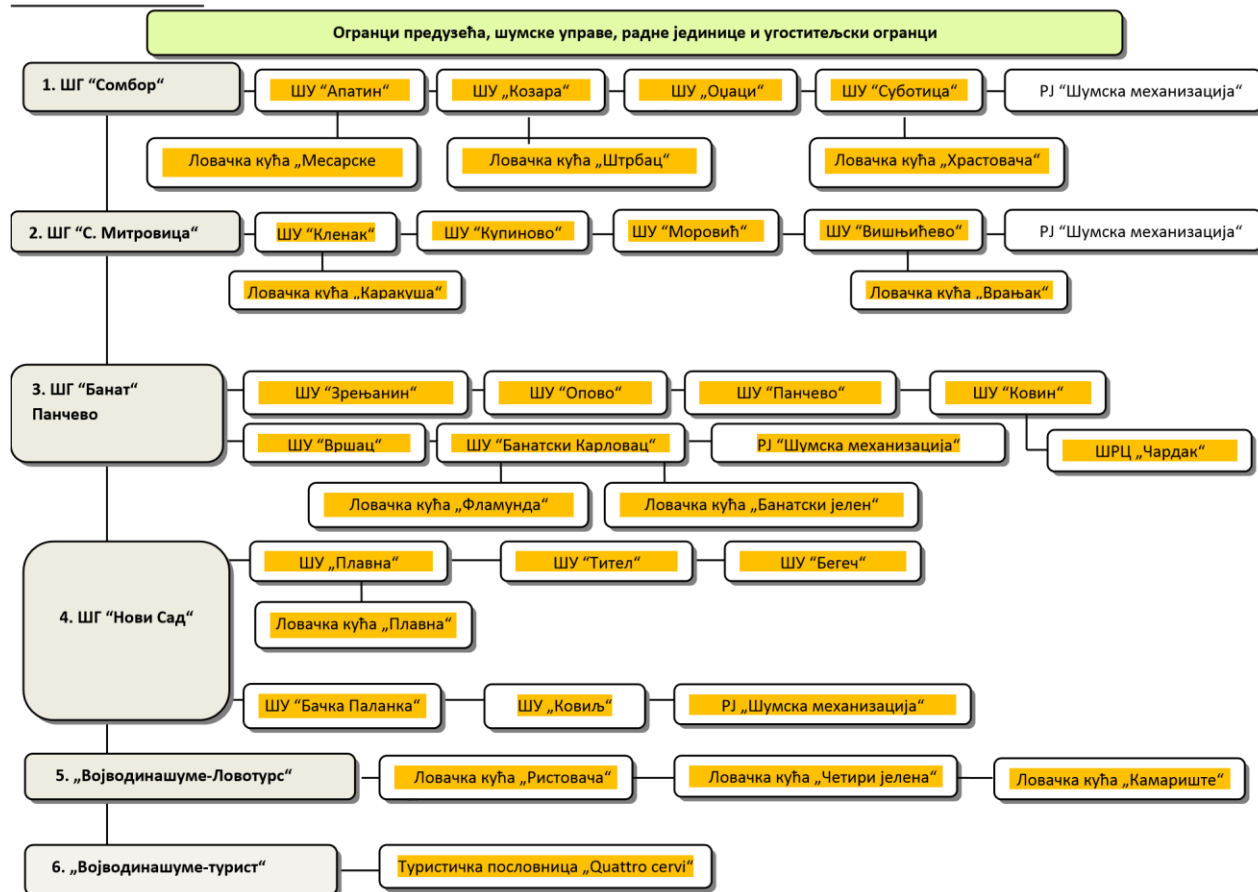 Огранци предузећа, шумске управе, радне јединице и угоститељски огранци
1. ШГ “Сомбор“
ШУ “Апатин“
ШУ „Козара“
ШУ „Оџаци“
ШУ “Суботица“
РЈ “Шумска механизација“
Ловачка кућа „Месарске
Ловачка кућа „Штрбац“
Ловачка кућа „Храстовача“
2. ШГ “С. Митровица“
ШУ “Кленак“
ШУ “Купиново“
ШУ “Моровић“
ШУ “Вишњићево“
РЈ “Шумска механизација“
Ловачка кућа „Каракуша“
Ловачка кућа „Врањак“
3. ШГ “Банат“
Панчево
ШУ “Зрењанин“
ШУ “Опово“
ШУ “Панчево“
ШУ “Ковин“
ШУ “Вршац“
ШУ “Банатски Карловац“
РЈ “Шумска механизација“
ШРЦ „Чардак“
Ловачка кућа „Фламунда“
Ловачка кућа „Банатски јелен“
4. ШГ “Нови Сад“
ШУ „Плавна“
ШУ “Тител“
ШУ “Бегеч“
Ловачка кућа „Плавна“
ШУ “Бачка Паланка“
ШУ „Ковиљ“
РЈ „Шумска механизација“
5. „Војводинашуме-Ловотурс“
Ловачка кућа „Ристовача“
Ловачка кућа „Четири јелена“
Ловачка кућа „Камариште“
6. „Војводинашуме-турист“
Туристичка пословница „Quattro cervi“